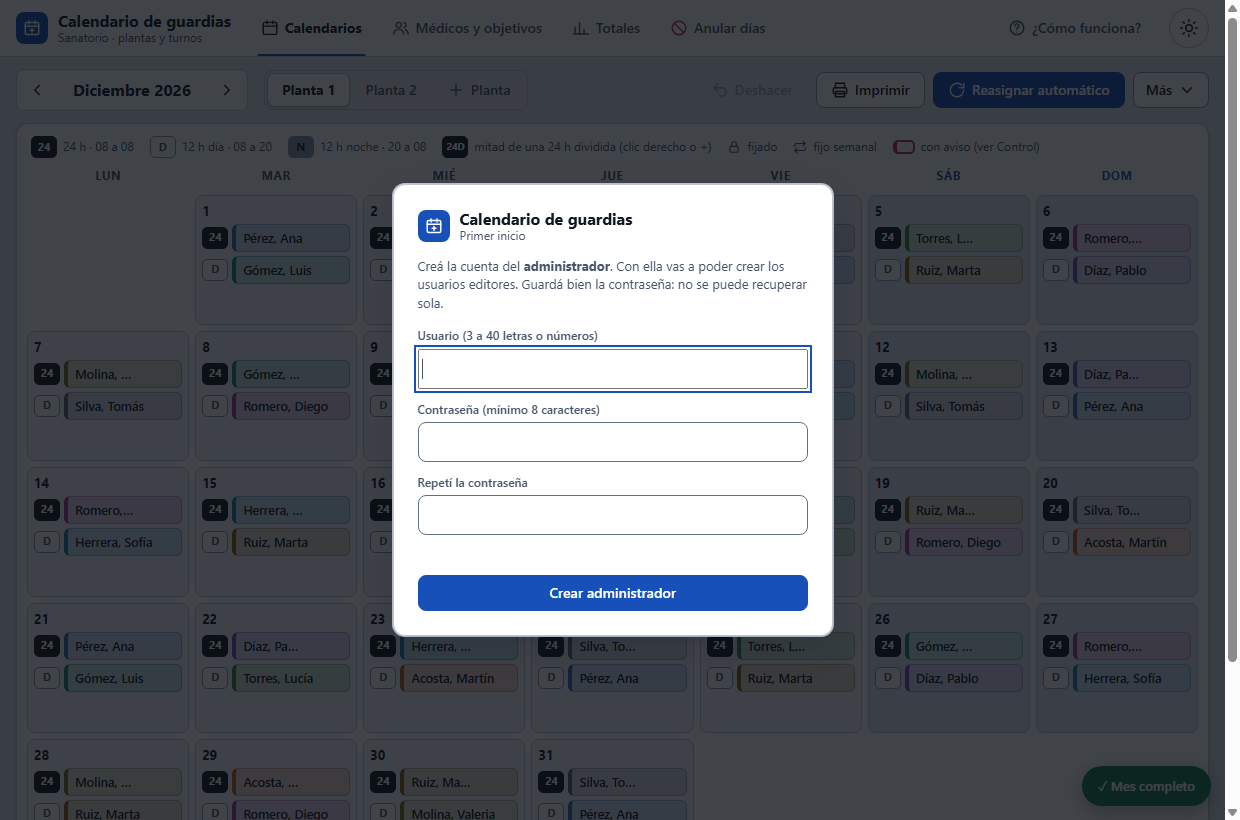 Calendario de guardias
Sanatorio · plantas y turnos
Calendarios
Médicos y objetivos
Totales
Anular días
¿Cómo funciona?
Diciembre 2026
Planta 1
Planta 2
Planta
Deshacer
Imprimir
Reasignar automático
Más
24 24 h · 08 a 08
D 12 h día · 08 a 20
N 12 h noche · 20 a 08
24D mitad de una 24 h dividida (clic derecho o +)
fijado
fijo semanal
con aviso (ver Control)
LUN MAR MIÉ JUE VIE SÁB DOM
1
24 Pérez, Ana
D Gómez, Luis
2
24
D
5
24 Torres, L...
D Ruiz, Marta
6
24 Romero,...
D Díaz, Pablo
Calendario de guardias
Primer inicio
Creá la cuenta del administrador. Con ella vas a poder crear los
usuarios editores. Guardá bien la contraseña: no se puede recuperar
sola.
Usuario (3 a 40 letras o números)
Contraseña (mínimo 8 caracteres)
Repetí la contraseña
Crear administrador
7
24 Molina, ...
D Silva, Tomás
8
24 Gómez, ...
D Romero, Diego
9
24
D
12
24 Molina, ...
D Silva, Tomás
13
24 Díaz, Pa...
D Pérez, Ana
14
24 Romero,...
D Herrera, Sofía
15
24 Herrera, ...
D Ruiz, Marta
16
24
D
19
24 Ruiz, Ma...
D Romero, Diego
20
24 Silva, To...
D Acosta, Martín
21
24 Pérez, Ana
D Gómez, Luis
22
24 Díaz, Pa...
D Torres, Lucía
23
24 Herrera, ...
D Acosta, Martín
24 Silva, To...
D Pérez, Ana
24 Torres, L...
D Ruiz, Marta
26
24 Gómez, ...
D Díaz, Pablo
27
24 Romero,...
D Herrera, Sofía
28
24 Molina, ...
D Ruiz, Marta
29
24 Acosta, ...
D Romero, Diego
30
24 Ruiz, Ma...
D Molina, Valeria
31
24 Silva, To...
D Pérez, Ana
✓ Mes completo